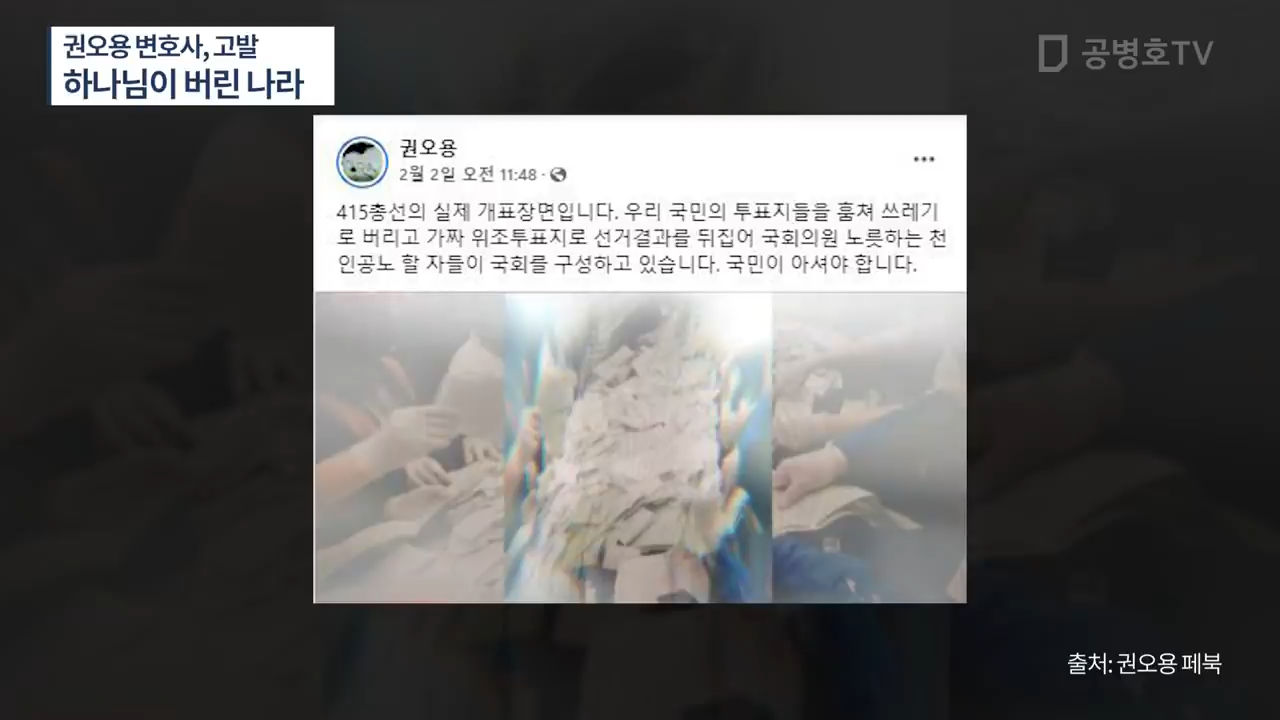 권오용 변호사, 고발
하나님이 버린 나라
공병호TV
권오용
2월 2일 오전 11:48 ·
415총선의 실제 개표장면입니다. 우리 국민의 투표지들을 훔쳐 쓰레기
로 버리고 가짜 위조투표지로 선거결과를 뒤집어 국회의원 노릇하는 천
인공노 할 자들이 국회를 구성하고 있습니다. 국민이 아셔야 합니다.
출처: 권오용 페북